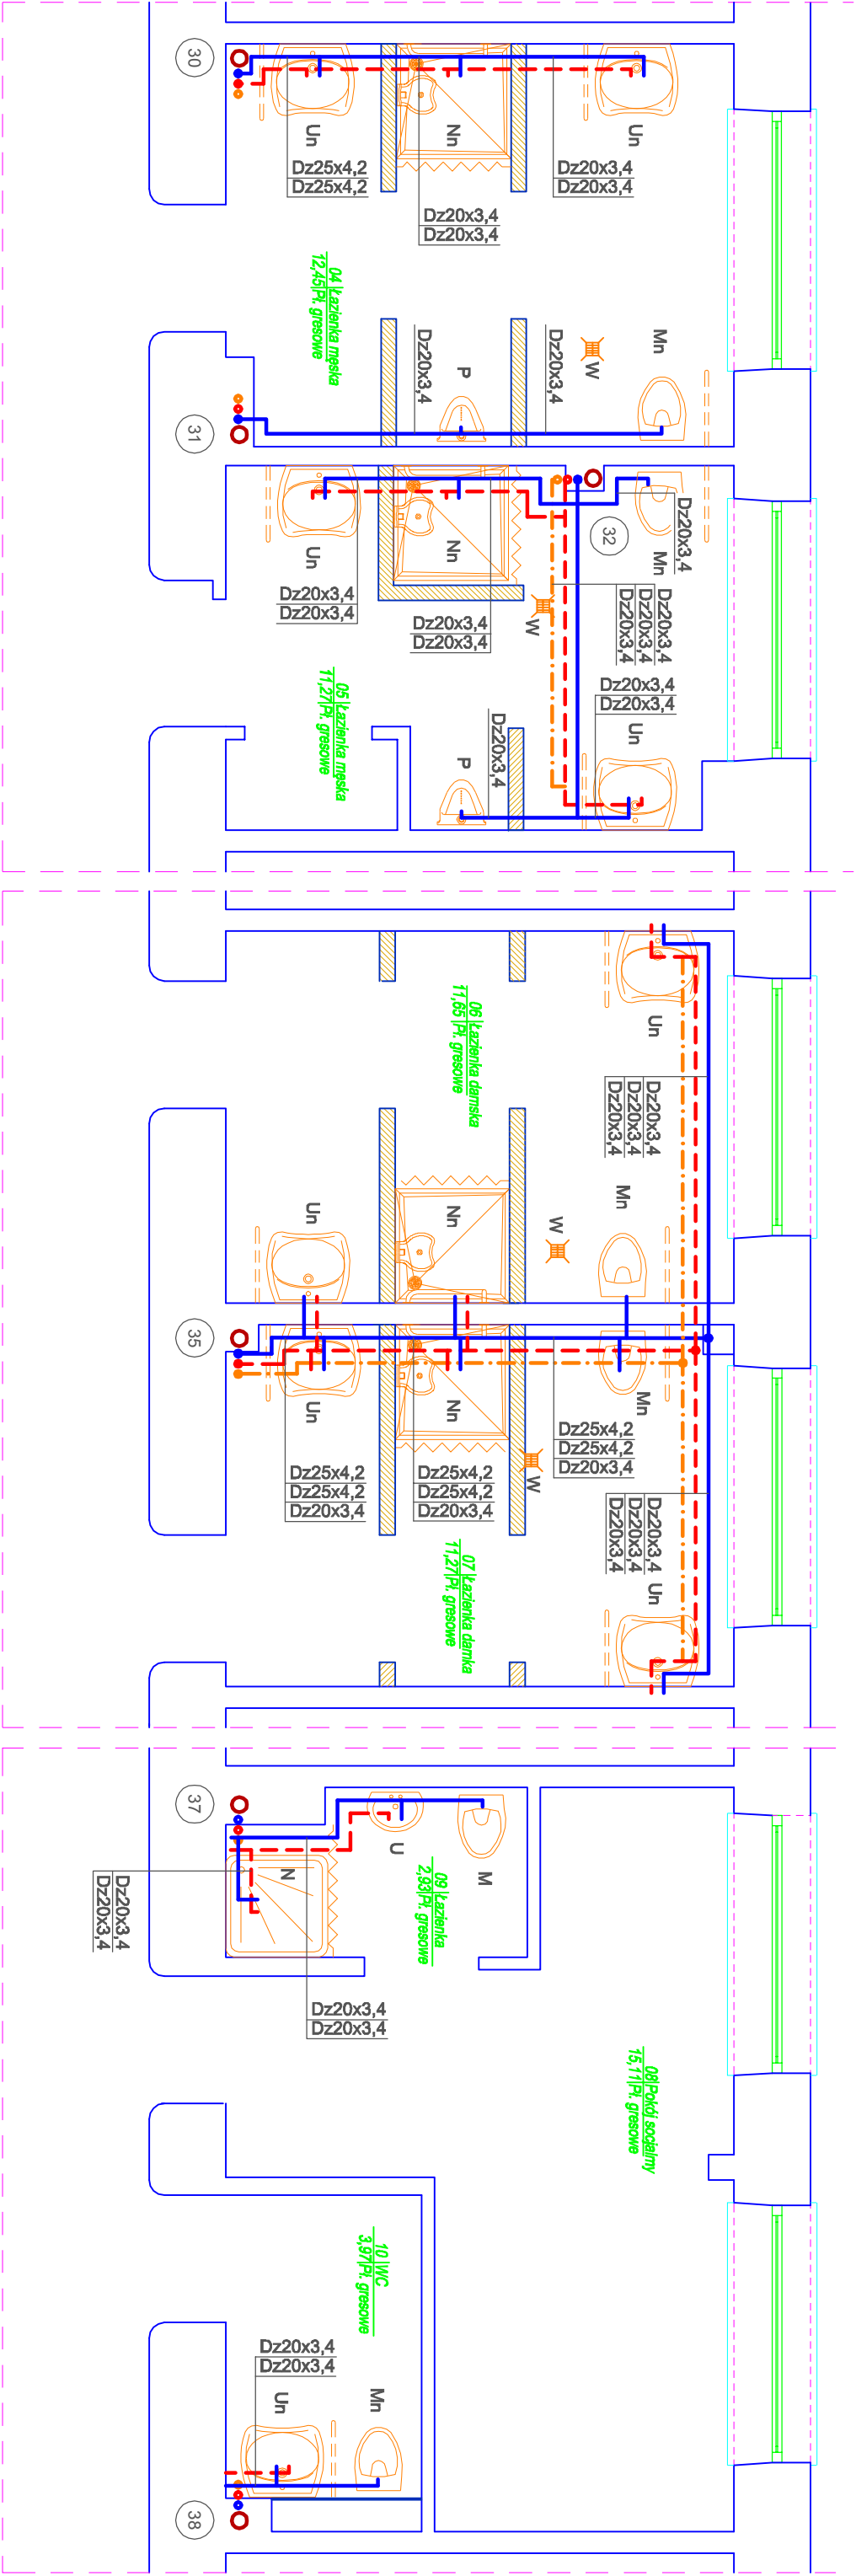 30
Un
Nn
Un
Dz25x4,2
Dz25x4,2
Dz20x3,4
Dz20x3,4
Dz20x3,4
Dz20x3,4
04 Łazienka męska
12,45 Pł. gresowe
Dz20x3,4
Dz20x3,4
P
W
Mn
31
Un
Nn
32
Dz20x3,4
Mn
Dz20x3,4
Dz20x3,4
Dz20x3,4
Dz20x3,4
W
Dz20x3,4
Dz20x3,4
Dz20x3,4
Dz20x3,4
Dz20x3,4
Un
05 Łazienka męska
11,27 Pł. gresowe
Dz20x3,4
P
Un
06 Łazienka damska
11,65 Pł. gresowe
Dz20x3,4
Dz20x3,4
Dz20x3,4
Un
Nn
W
Mn
35
Un
Nn
Mn
Dz25x4,2
Dz25x4,2
Dz20x3,4
Dz25x4,2
Dz25x4,2
Dz20x3,4
Dz25x4,2
Dz25x4,2
Dz20x3,4
W
Dz20x3,4
Dz20x3,4
Dz20x3,4
07 Łazienka damka
11,27 Pł. gresowe
Un
37
U
M
N
09 Łazienka
2,93 Pł. gresowe
Dz20x3,4
Dz20x3,4
Dz20x3,4
Dz20x3,4
08 Pokój socjalmy
15,11 Pł. gresowe
10 WC
3,97 Pł. gresowe
Dz20x3,4
Dz20x3,4
Un
Mn
38